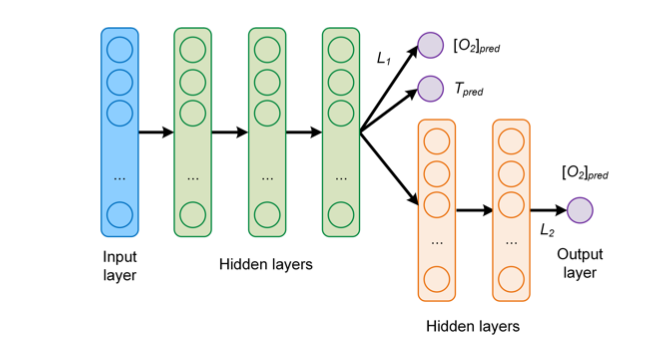 L₁
[O₂]pred
Tpred
...
...
...
...
Input
layer
Hidden layers
...
...
[O₂]pred
L₂
Output
layer
Hidden layers